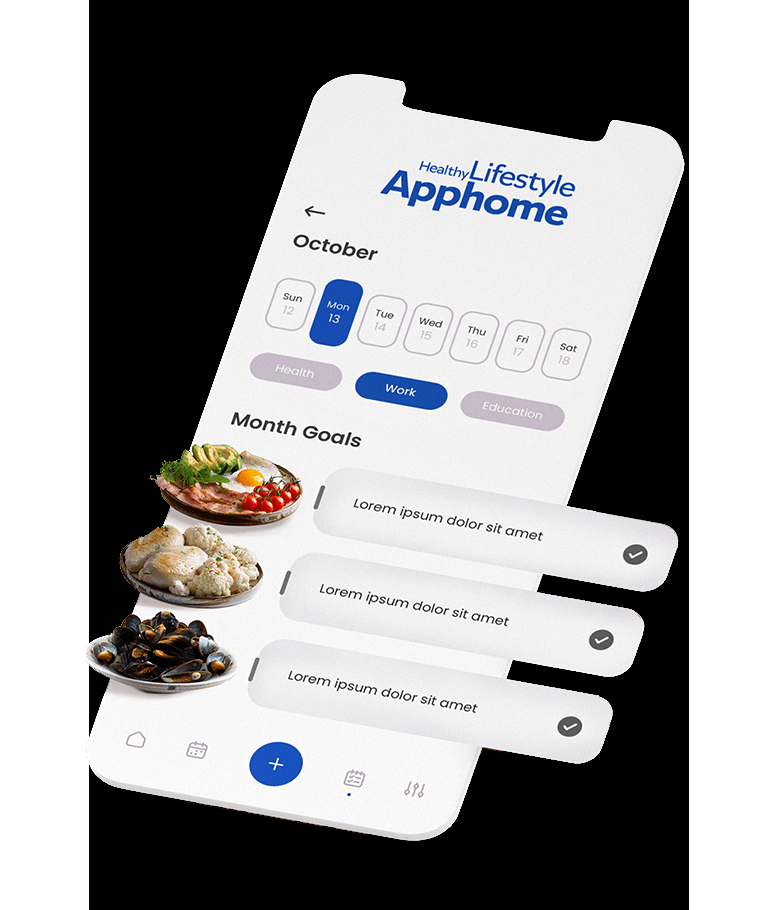 Healthy Lifestyle
Apphome
October
Sun Mon Tue Wed Thu Fri Sat
12 13 14 15 16 17 18
Health Work Education
Month Goals
Lorem ipsum dolor sit amet
Lorem ipsum dolor sit amet
Lorem ipsum dolor sit amet